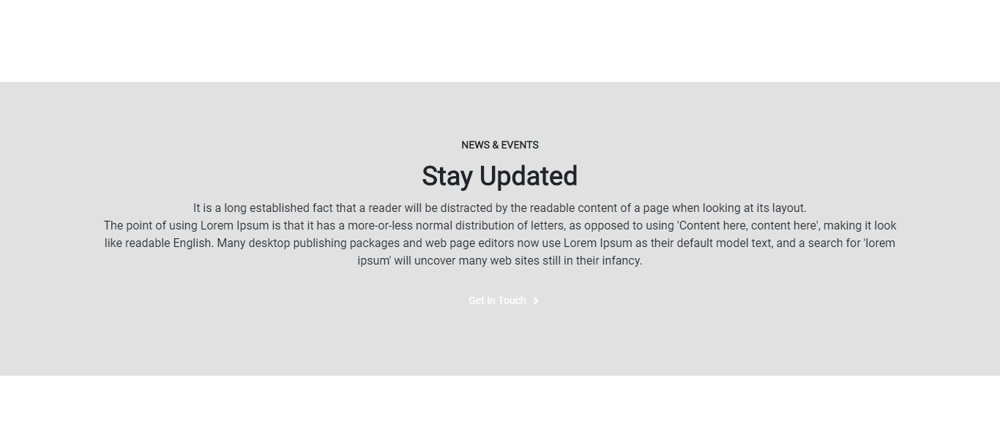 NEWS & EVENTS
Stay Updated
It is a long established fact that a reader will be distracted by the readable content of a page when looking at its layout.
The point of using Lorem Ipsum is that it has a more-or-less normal distribution of letters, as opposed to using 'Content here, content here', making it look
like readable English. Many desktop publishing packages and web page editors now use Lorem Ipsum as their default model text, and a search for 'lorem
ipsum' will uncover many web sites still in their infancy.
Get In Touch